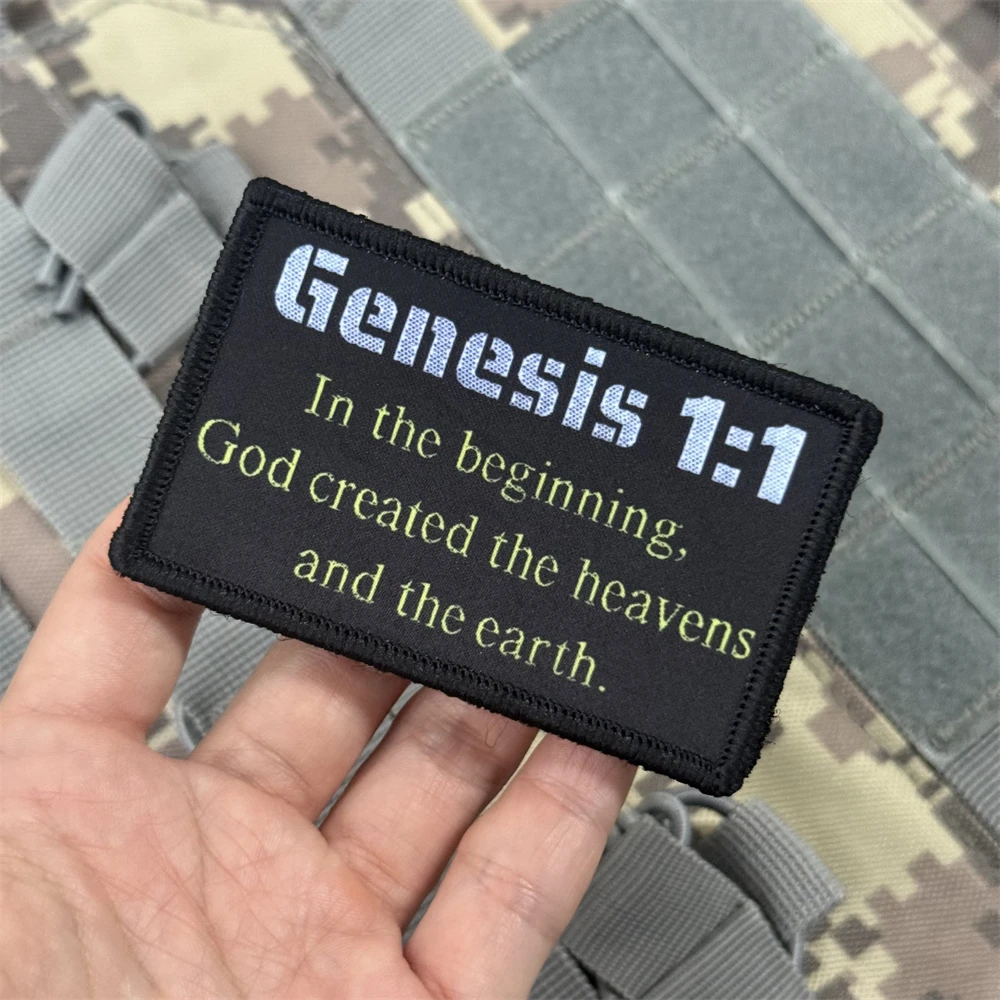 Genesis 1:1
In the beginning,
God created the heavens
and the earth.